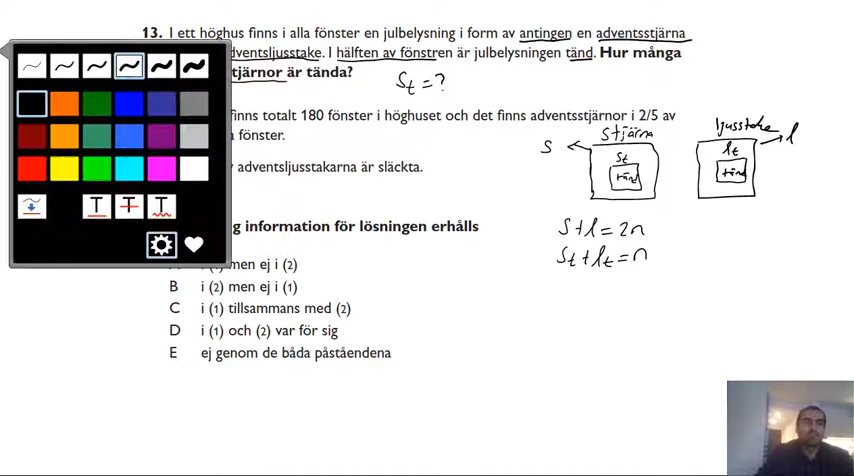 13. I ett höghus finns i alla fönster en julbelysning i form av antingen en adventsstjärna
ljusstake. I hälften av fönstren är julbelysningen tänd. Hur många
stjärnor är tända?
St = ?
finns totalt 180 fönster i höghuset och det finns adventsstjärnor i 2/5 av
fönster.
adventsljusstakarna är släckta.
S
stjärna
St
tänd
ljusstake
l
lt
tänd
S+l=2n
St+lt=n
g information för lösningen erhålls
men ej i (2)
B i (2) men ej i (1)
C i (1) tillsammans med (2)
D i (1) och (2) var för sig
E ej genom de båda påståendena
T T T